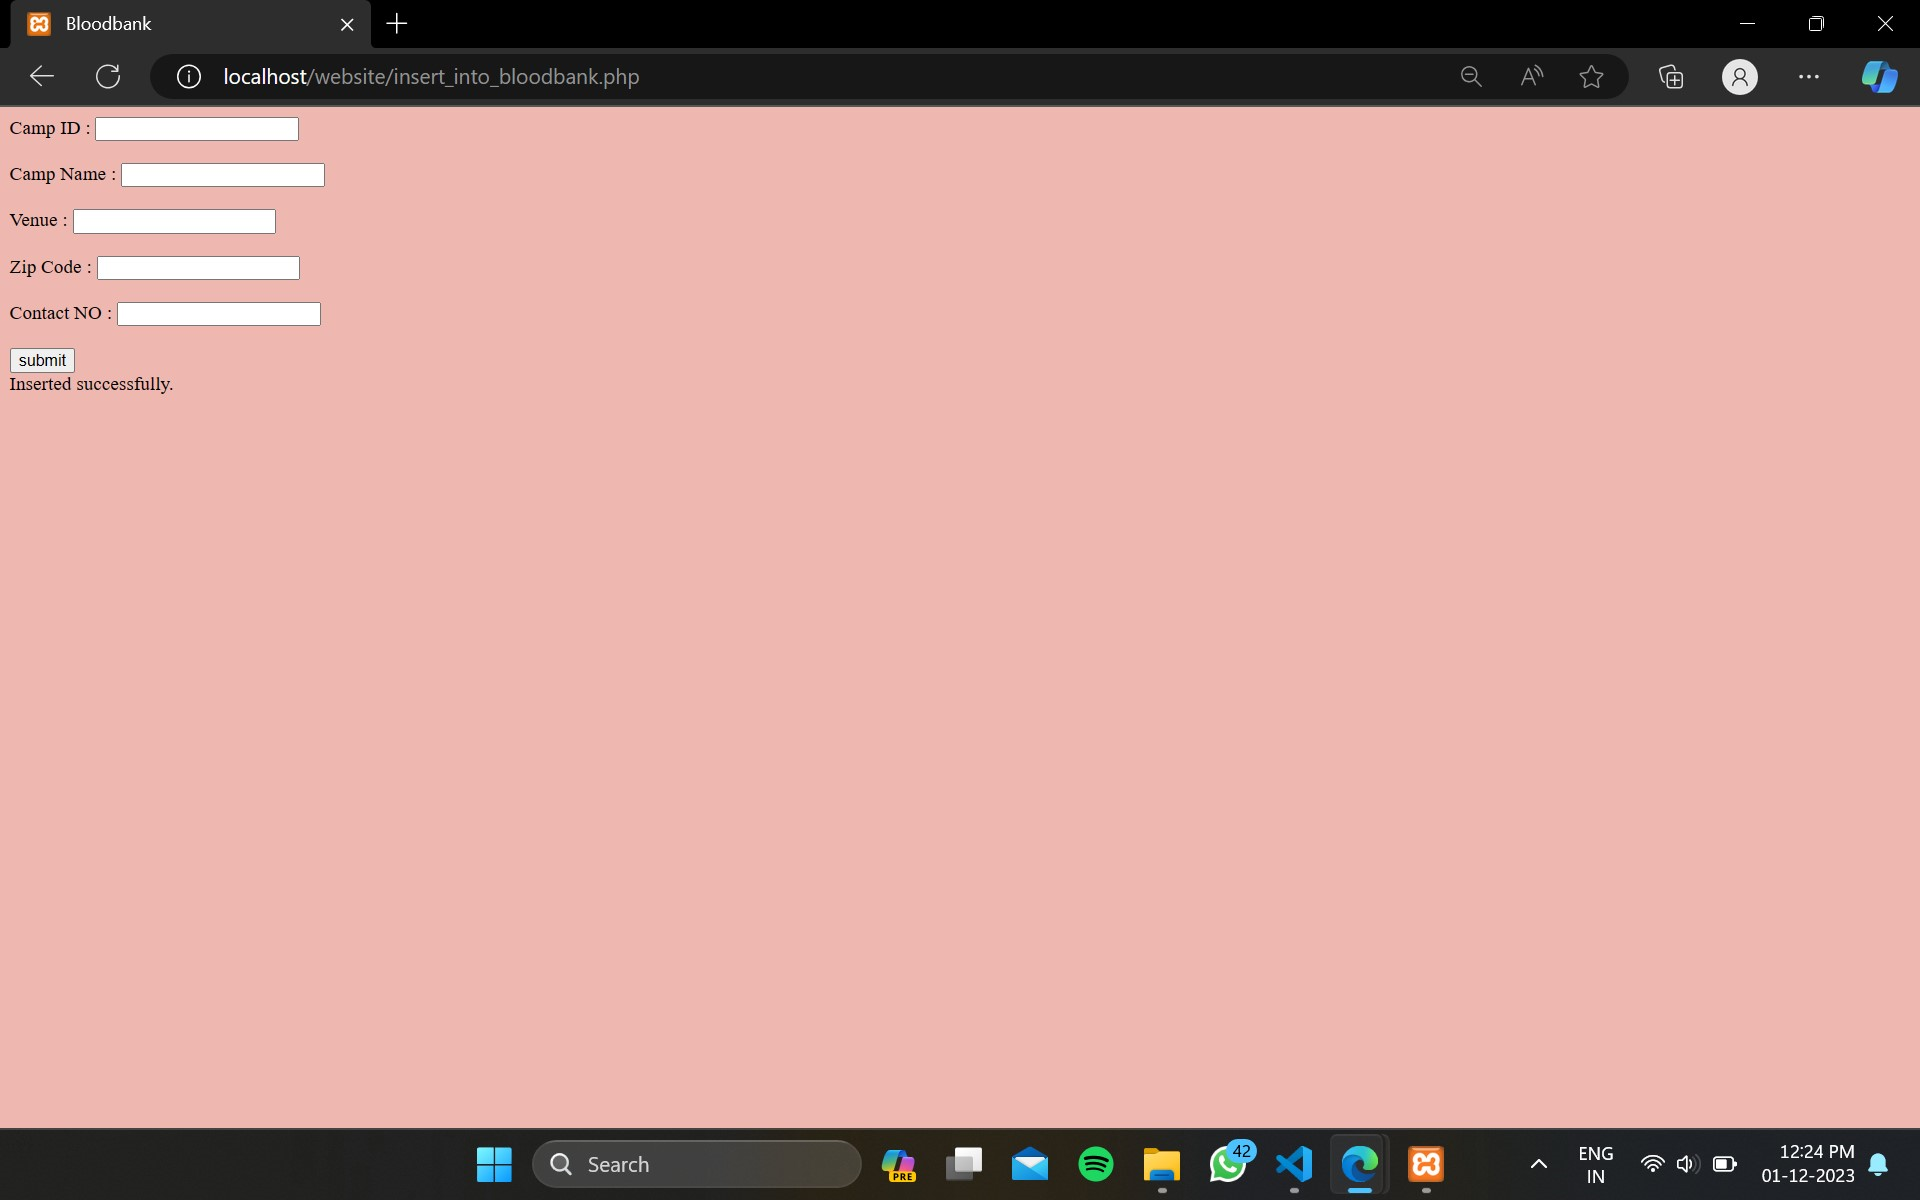 Bloodbank
localhost/website/insert_into_bloodbank.php
Camp ID :
Camp Name :
Venue :
Zip Code :
Contact NO :
submit
Inserted successfully.
Search
PRE
42
ENG
IN
12:24 PM
01-12-2023